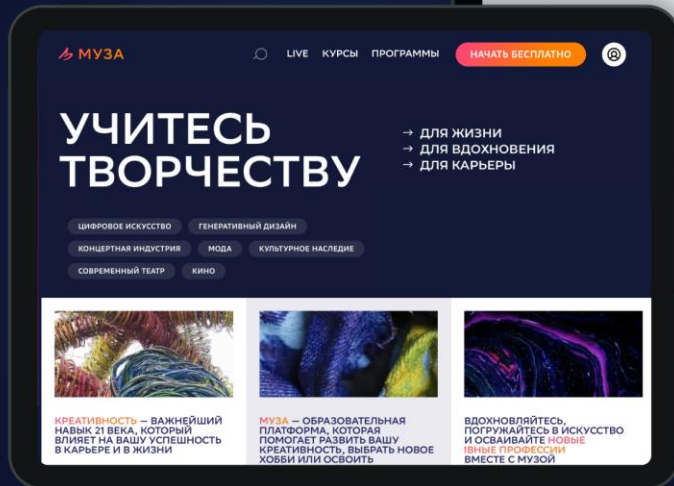 МУЗА
LIVE КУРСЫ ПРОГРАММЫ НАЧАТЬ БЕСПЛАТНО
УЧИТЕСЬ
ТВОРЧЕСТВУ
→ ДЛЯ ЖИЗНИ
→ ДЛЯ ВДОХНОВЕНИЯ
→ ДЛЯ КАРЬЕРЫ
ЦИФРОВОЕ ИСКУССТВО ГЕНЕРАТИВНЫЙ ДИЗАЙН
КОНЦЕРТНАЯ ИНДУСТРИЯ МОДА КУЛЬТУРНОЕ НАСЛЕДИЕ
СОВРЕМЕННЫЙ ТЕАТР КИНО
КРЕАТИВНОСТЬ — ВАЖНЕЙШИЙ
НАВЫК 21 ВЕКА, КОТОРЫЙ
ВЛИЯЕТ НА ВАШУ УСПЕШНОСТЬ
В КАРЬЕРЕ И В ЖИЗНИ
МУЗА — ОБРАЗОВАТЕЛЬНАЯ
ПЛАТФОРМА, КОТОРАЯ
ПОМОГАЕТ РАЗВИТЬ ВАШУ
КРЕАТИВНОСТЬ, ВЫБРАТЬ НОВОЕ
ХОББИ ИЛИ ОСВОИТЬ
ВДОХНОВЛЯЙТЕСЬ,
ПОГРУЖАЙТЕСЬ В ИСКУССТВО
И ОСВАИВАЙТЕ НОВЫЕ
ІВНЫЕ ПРОФЕССИИ
ВМЕСТЕ С МУЗОЙ